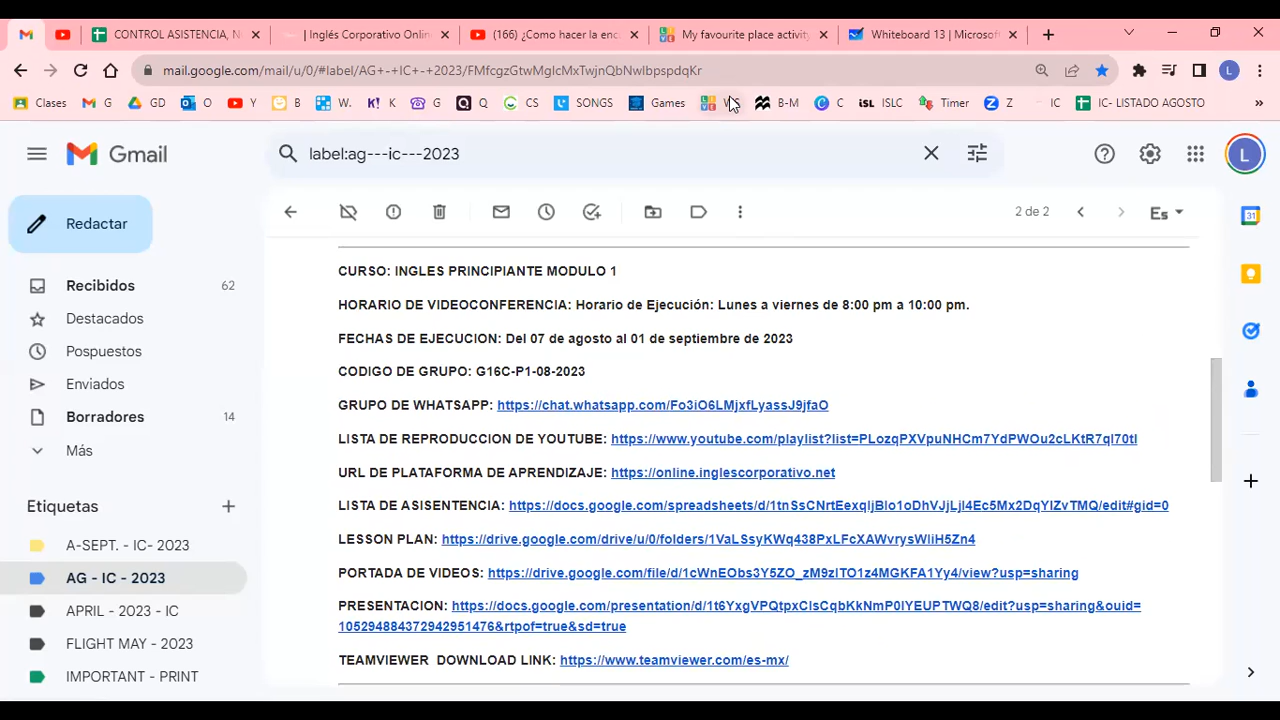 CONTROL ASISTENCIA, N
Inglés Corporativo Onlin
(166) ¿Como hacer la enc
My favourite place activity
Whiteboard 13 | Microsof
mail.google.com/mail/u/0/#label/AG+-+IC+-+2023/FMfcgzGtwMglcMxTwjnQbNwlbpspdqKr
Clases G GD O Y B W. K G Q CS SONGS Games B-M C ISLC Timer Z IC IC- LISTADO AGOSTO
Gmail
label:ag---ic---2023
L
Redactar
2 de 2
Es
Recibidos 62
Destacados
Pospuestos
Enviados
Borradores 14
Más
Etiquetas
A-SEPT. - IC- 2023
AG - IC - 2023
APRIL - 2023 - IC
FLIGHT MAY - 2023
IMPORTANT - PRINT
CURSO: INGLES PRINCIPIANTE MODULO 1
HORARIO DE VIDEOCONFERENCIA: Horario de Ejecución: Lunes a viernes de 8:00 pm a 10:00 pm.
FECHAS DE EJECUCION: Del 07 de agosto al 01 de septiembre de 2023
CODIGO DE GRUPO: G16C-P1-08-2023
GRUPO DE WHATSAPP: https://chat.whatsapp.com/Fo3iO6LMjxfLyassJ9jfaO
LISTA DE REPRODUCCION DE YOUTUBE: https://www.youtube.com/playlist?list=PLozqPXVpuNHCm7YdPWOu2cLKtR7ql70tI
URL DE PLATAFORMA DE APRENDIZAJE: https://online.inglescorporativo.net
LISTA DE ASISENTENCIA: https://docs.google.com/spreadsheets/d/1tnSsCNrtEexqIjBlo1oDhVJjLjl4Ec5Mx2DqYIZvTMQ/edit#gid=0
LESSON PLAN: https://drive.google.com/drive/u/0/folders/1VaLSsyKWq438PxLFcXAWvrysWliH5Zn4
PORTADA DE VIDEOS: https://drive.google.com/file/d/1cWnEObs3Y5ZO_zM9zITO1z4MGKFA1Yy4/view?usp=sharing
PRESENTACION: https://docs.google.com/presentation/d/1t6YxgVPQtpxClsCqbKkNmP0lYEUPTWQ8/edit?usp=sharing&ouid=
105294884372942951476&rtpof=true&sd=true
TEAMVIEWER DOWNLOAD LINK: https://www.teamviewer.com/es-mx/